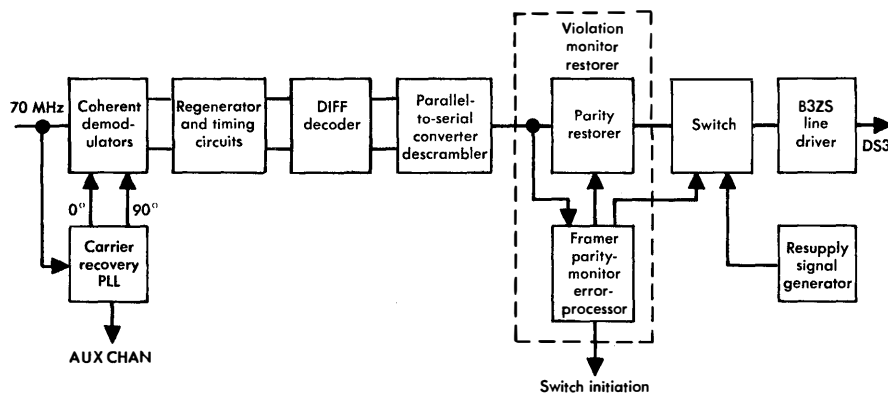 Violation
monitor
restorer
70 MHz
Coherent
demod-
ulators
Regenerator
and timing
circuits
DIFF
decoder
Parallel-
to-serial
converter
descrambler
Parity
restorer
Switch
B3ZS
line
driver
DS3
0°
90°
Carrier
recovery
PLL
Framer
parity-
monitor
error-
processor
Resupply
signal
generator
AUX CHAN
Switch initiation